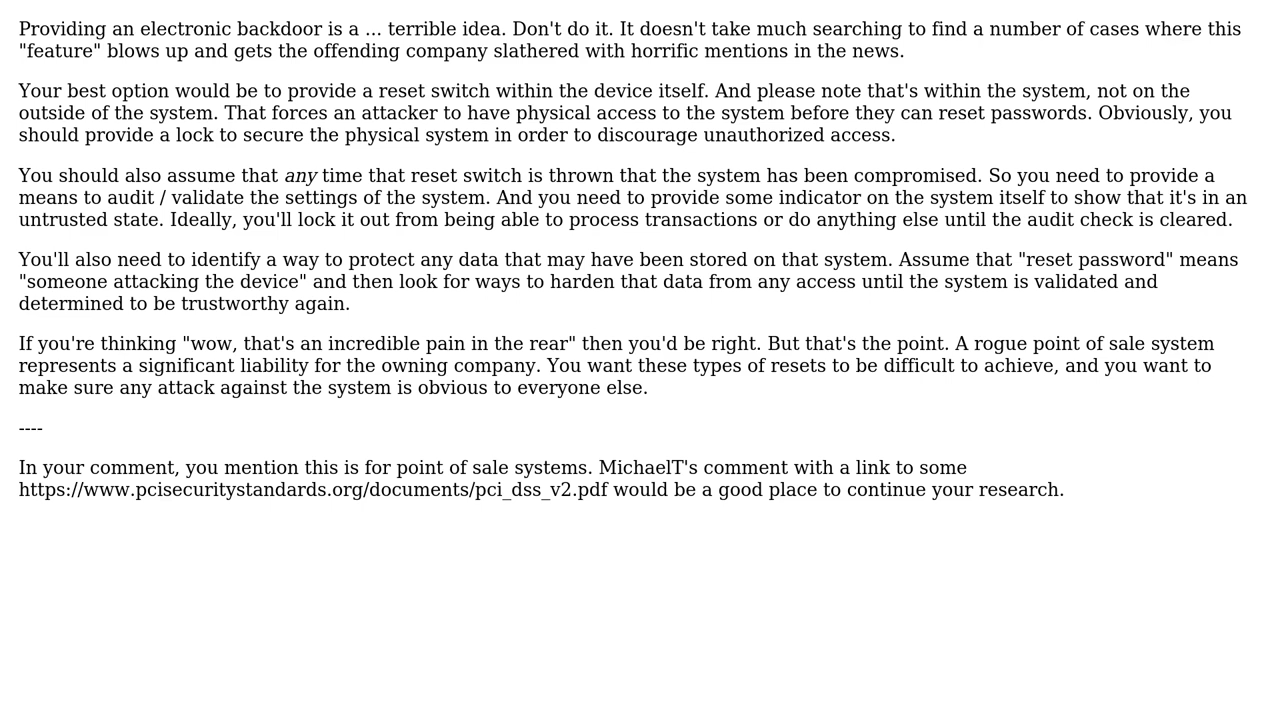 Providing an electronic backdoor is a ... terrible idea. Don't do it. It doesn't take much searching to find a number of cases where this
"feature" blows up and gets the offending company slathered with horrific mentions in the news.
Your best option would be to provide a reset switch within the device itself. And please note that's within the system, not on the
outside of the system. That forces an attacker to have physical access to the system before they can reset passwords. Obviously, you
should provide a lock to secure the physical system in order to discourage unauthorized access.
You should also assume that any time that reset switch is thrown that the system has been compromised. So you need to provide a
means to audit / validate the settings of the system. And you need to provide some indicator on the system itself to show that it's in an
untrusted state. Ideally, you'll lock it out from being able to process transactions or do anything else until the audit check is cleared.
You'll also need to identify a way to protect any data that may have been stored on that system. Assume that "reset password" means
"someone attacking the device" and then look for ways to harden that data from any access until the system is validated and
determined to be trustworthy again.
If you're thinking "wow, that's an incredible pain in the rear" then you'd be right. But that's the point. A rogue point of sale system
represents a significant liability for the owning company. You want these types of resets to be difficult to achieve, and you want to
make sure any attack against the system is obvious to everyone else.
----
In your comment, you mention this is for point of sale systems. MichaelT's comment with a link to some
https://www.pcisecuritystandards.org/documents/pci_dss_v2.pdf would be a good place to continue your research.